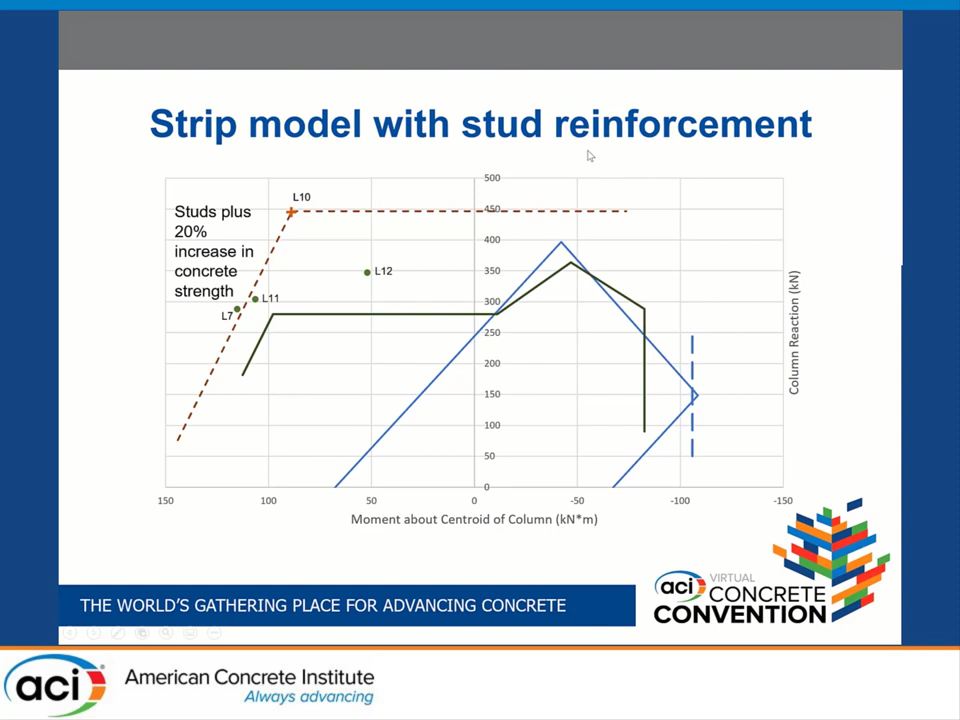 Strip model with stud reinforcement
Studs plus
20%
increase in
concrete
strength
L10
L12
L11
L7
500
450
400
350
300
250
200
150
100
50
0
150
100
50
0
-50
-100
-150
Moment about Centroid of Column (kN*m)
Column Reaction (kN)
THE WORLD'S GATHERING PLACE FOR ADVANCING CONCRETE
aci VIRTUAL
CONCRETE
CONVENTION
aci
American Concrete Institute
Always advancing